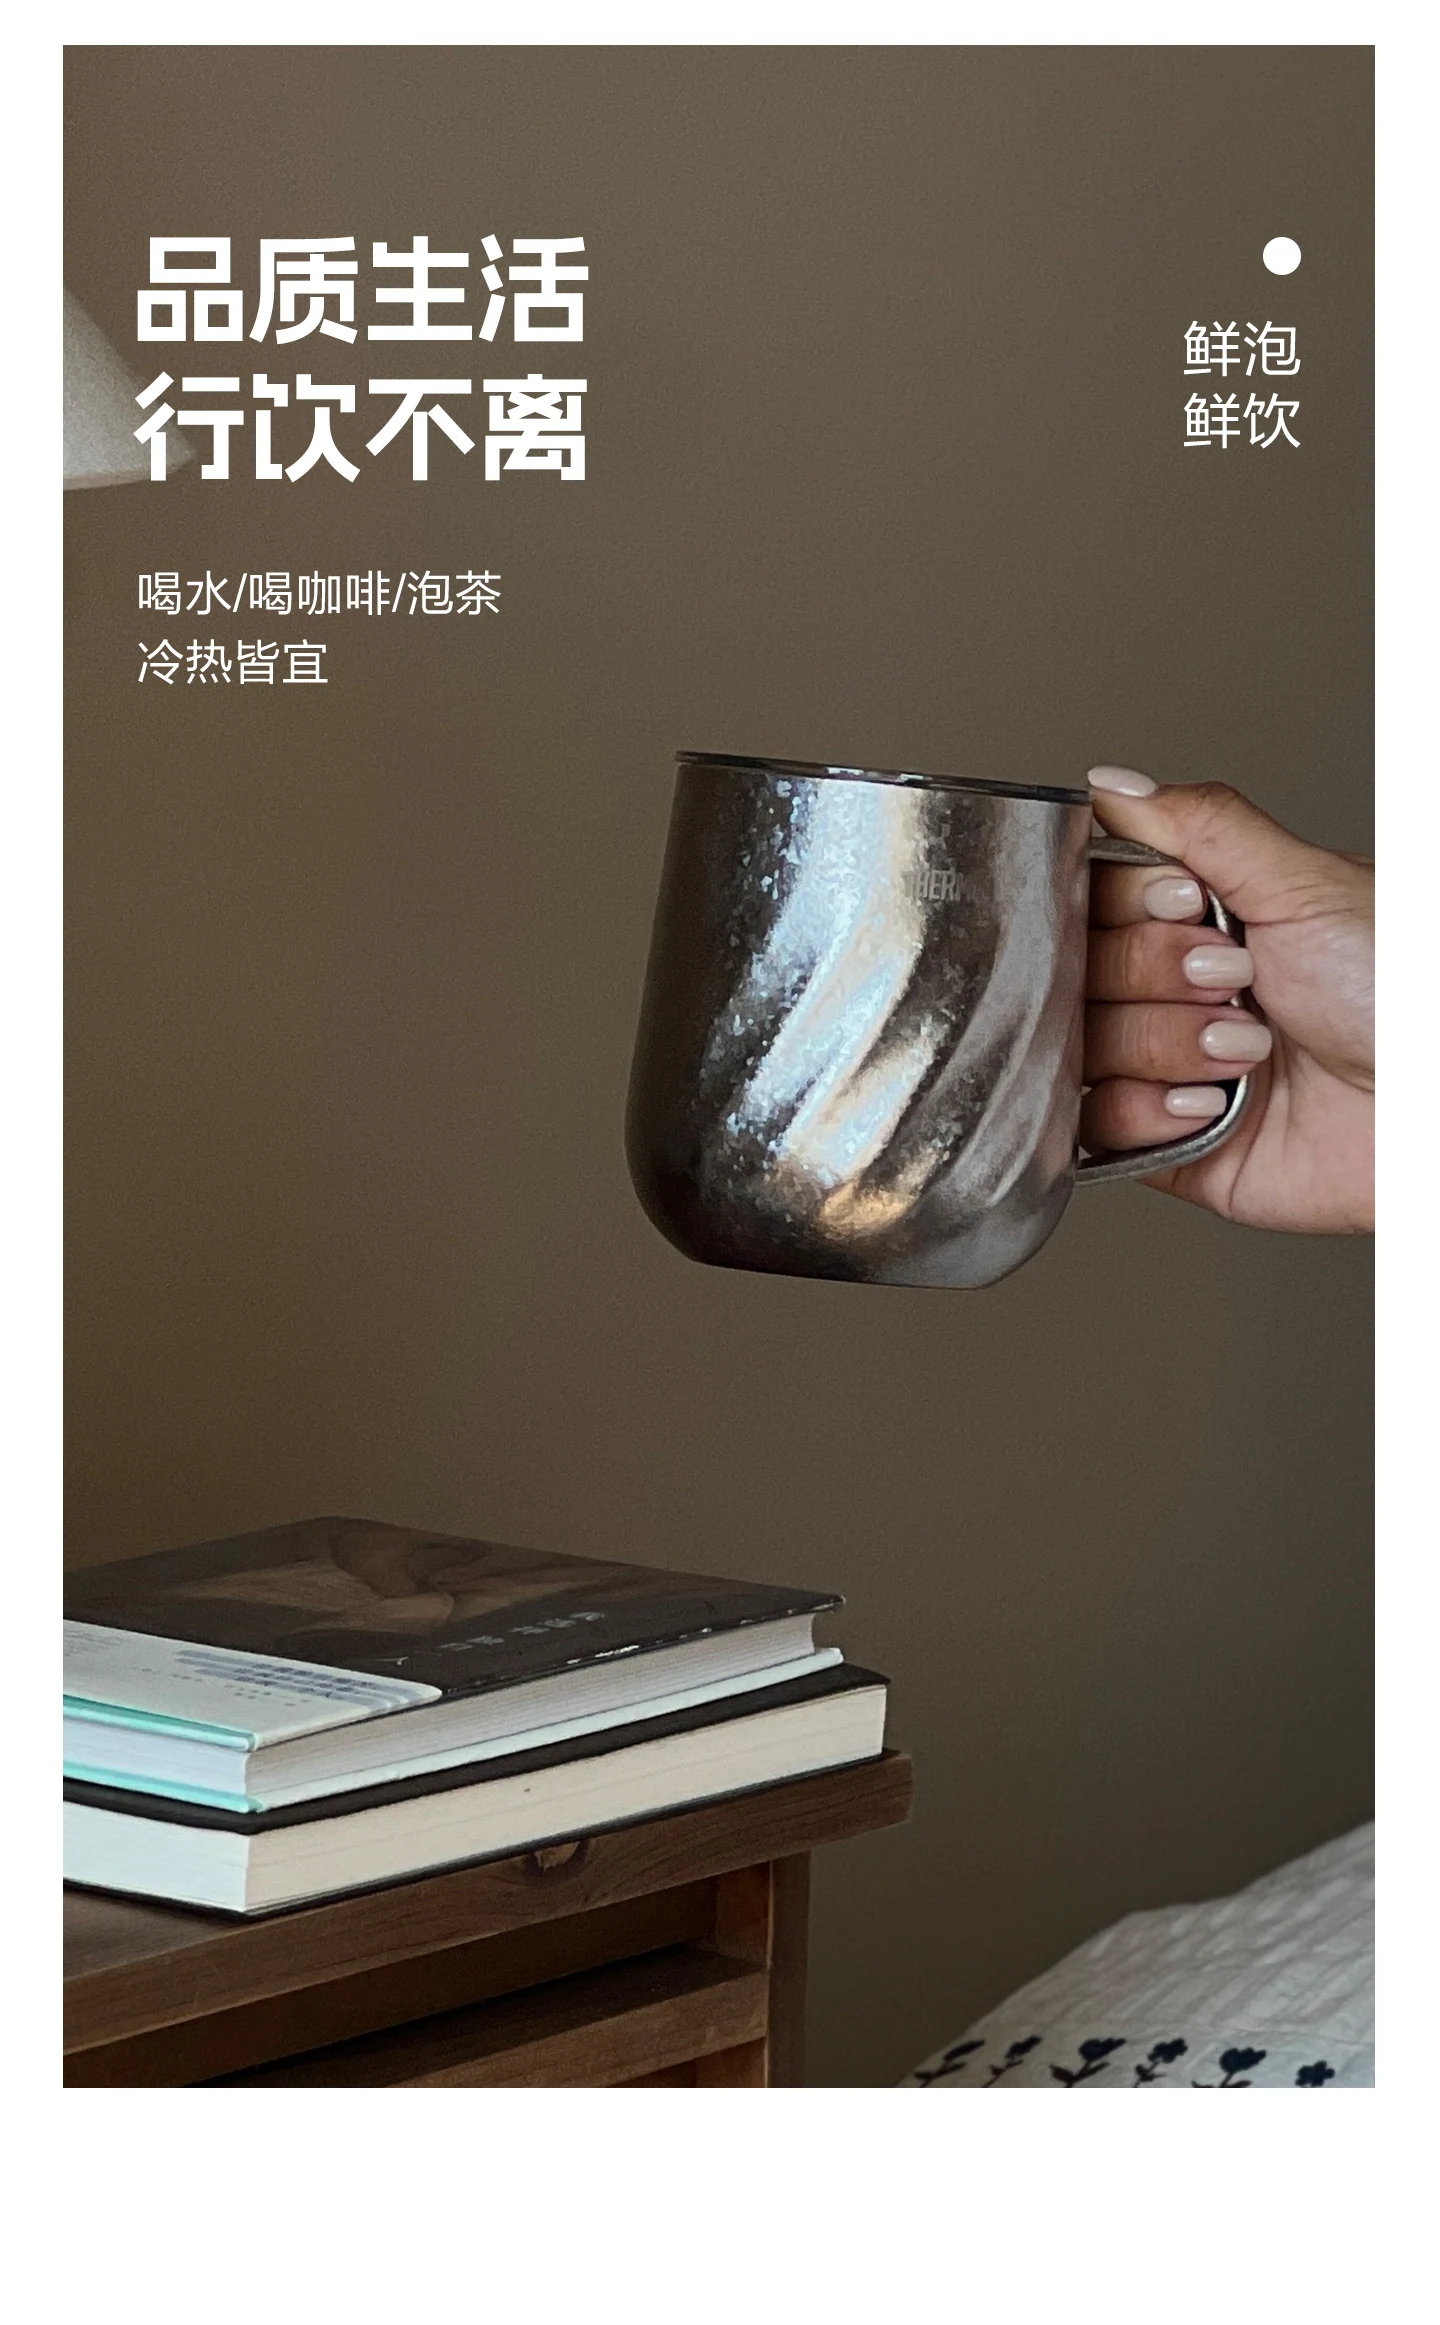 品质生活
行饮不离
鲜泡
鲜饮
喝水/喝咖啡/泡茶
冷热皆宜